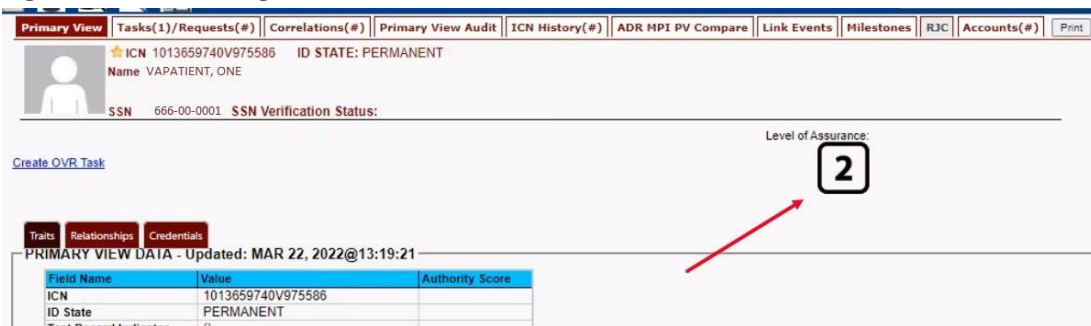 Primary View Tasks(1)/Requests(#) Correlations(#) Primary View Audit ICN History(#) ADR MPI PV Compare Link Events Milestones RJC Accounts(#) Print
ICN 1013659740V975586 ID STATE: PERMANENT
Name VAPATIENT, ONE
SSN 666-00-0001 SSN Verification Status:
Level of Assurance:
2
Create OVR Task
Traits Relationships Credentials
PRIMARY VIEW DATA - Updated: MAR 22, 2022@13:19:21
Field Name Value Authority Score
ICN 1013659740V975586
ID State PERMANENT